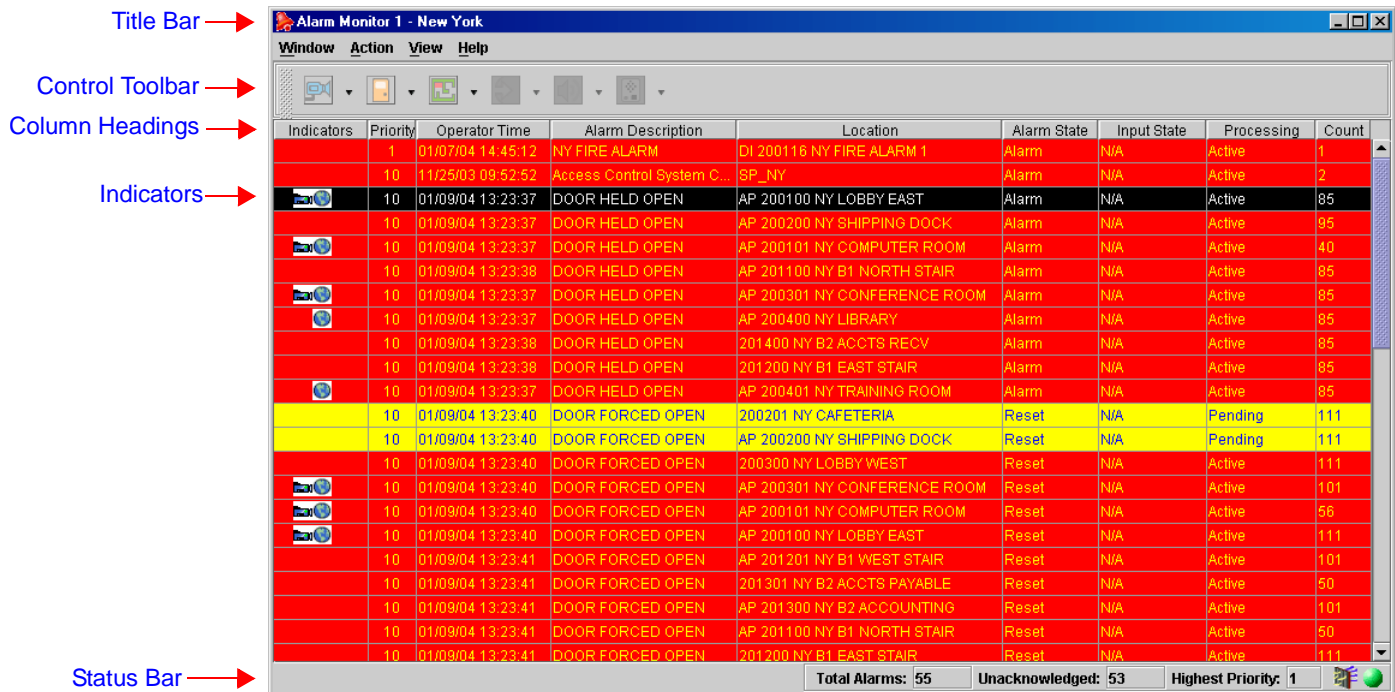 Title Bar
Alarm Monitor 1 - New York
Window Action View Help
Control Toolbar
Column Headings
Indicators Priority Operator Time Alarm Description Location Alarm State Input State Processing Count
1 01/07/04 14:45:12 NY FIRE ALARM DI 200116 NY FIRE ALARM 1 Alarm N/A Active 1
10 11/25/03 09:52:52 Access Control System C... SP_NY Alarm N/A Active 2
Indicators
10 01/09/04 13:23:37 DOOR HELD OPEN AP 200100 NY LOBBY EAST Alarm N/A Active 85
10 01/09/04 13:23:37 DOOR HELD OPEN AP 200200 NY SHIPPING DOCK Alarm N/A Active 95
10 01/09/04 13:23:37 DOOR HELD OPEN AP 200101 NY COMPUTER ROOM Alarm N/A Active 40
10 01/09/04 13:23:38 DOOR HELD OPEN AP 201100 NY B1 NORTH STAIR Alarm N/A Active 85
10 01/09/04 13:23:37 DOOR HELD OPEN AP 200301 NY CONFERENCE ROOM Alarm N/A Active 85
10 01/09/04 13:23:37 DOOR HELD OPEN AP 200400 NY LIBRARY Alarm N/A Active 85
10 01/09/04 13:23:38 DOOR HELD OPEN 201400 NY B2 ACCTS RECV Alarm N/A Active 85
10 01/09/04 13:23:38 DOOR HELD OPEN 201200 NY B1 EAST STAIR Alarm N/A Active 85
10 01/09/04 13:23:37 DOOR HELD OPEN AP 200401 NY TRAINING ROOM Alarm N/A Active 85
10 01/09/04 13:23:40 DOOR FORCED OPEN 200201 NY CAFETERIA Reset N/A Pending 111
10 01/09/04 13:23:40 DOOR FORCED OPEN AP 200200 NY SHIPPING DOCK Reset N/A Pending 111
10 01/09/04 13:23:40 DOOR FORCED OPEN 200300 NY LOBBY WEST Reset N/A Active 111
10 01/09/04 13:23:40 DOOR FORCED OPEN AP 200301 NY CONFERENCE ROOM Reset N/A Active 101
10 01/09/04 13:23:40 DOOR FORCED OPEN AP 200101 NY COMPUTER ROOM Reset N/A Active 56
10 01/09/04 13:23:40 DOOR FORCED OPEN AP 200100 NY LOBBY EAST Reset N/A Active 111
10 01/09/04 13:23:41 DOOR FORCED OPEN AP 201201 NY B1 WEST STAIR Reset N/A Active 101
10 01/09/04 13:23:41 DOOR FORCED OPEN 201301 NY B2 ACCTS PAYABLE Reset N/A Active 50
10 01/09/04 13:23:41 DOOR FORCED OPEN AP 201300 NY B2 ACCOUNTING Reset N/A Active 101
10 01/09/04 13:23:41 DOOR FORCED OPEN AP 201100 NY B1 NORTH STAIR Reset N/A Active 50
10 01/09/04 13:23:41 DOOR FORCED OPEN 201200 NY B1 EAST STAIR Reset N/A Active 111
Status Bar
Total Alarms: 55 Unacknowledged: 53 Highest Priority: 1